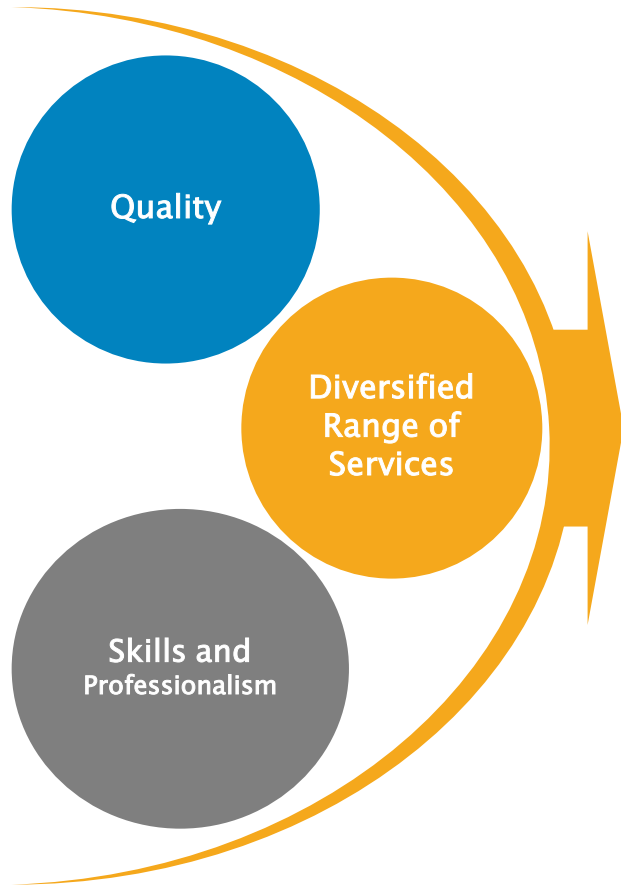 Quality
Diversified
Range of
Services
Skills and
Professionalism